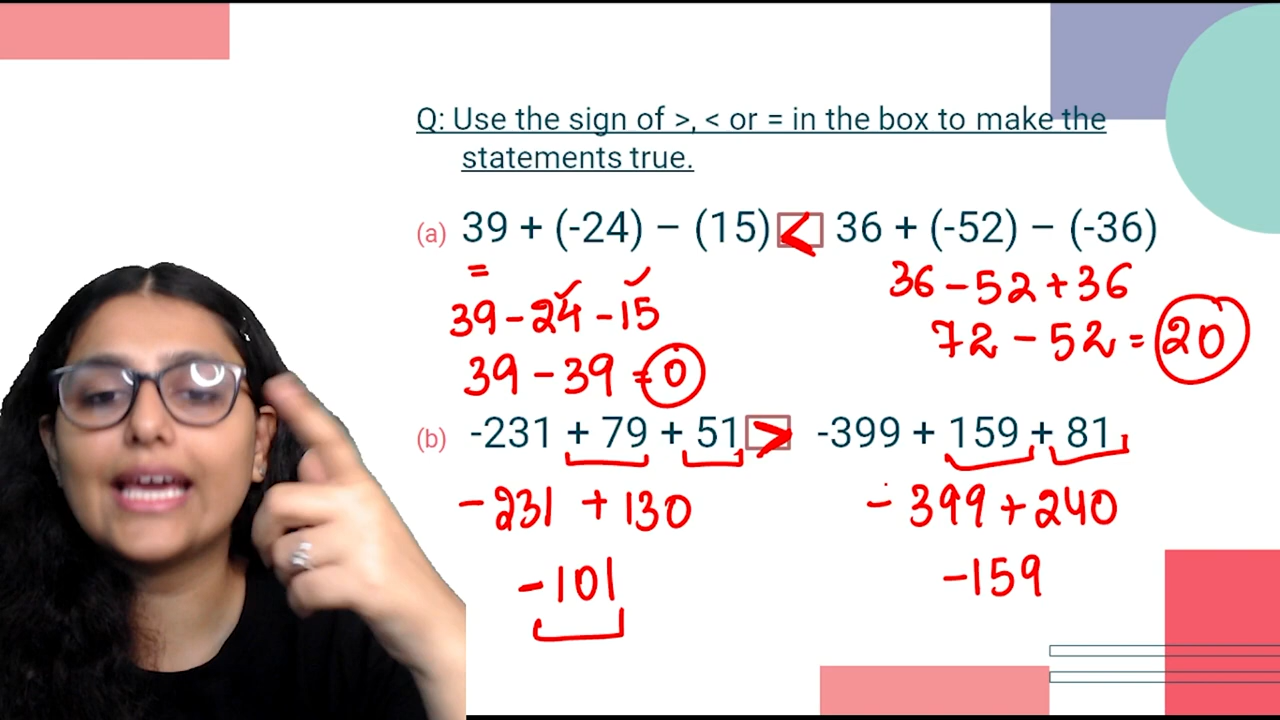 Q: Use the sign of >, < or = in the box to make the
statements true.
(a) 39 + (-24) – (15) < 36 + (-52) – (-36)
=
39 - 24 - 15
36 - 52 + 36
39 - 39 = 0
72 - 52 = 20
(b) -231 + 79 + 51 > -399 + 159 + 81
-231 + 130
-399 + 240
-101
-159